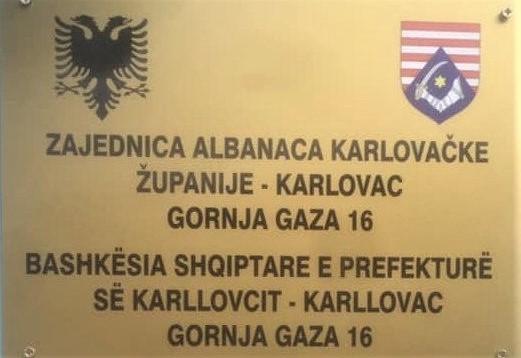 ZAJEDNICA ALBANACA KARLOVAČKE
ŽUPANIJE - KARLOVAC
GORNJA GAZA 16
BASHKËSIA SHQIPTARE E PREFEKTURË
SË KARLLOVCIT - KARLLOVAC
GORNJA GAZA 16